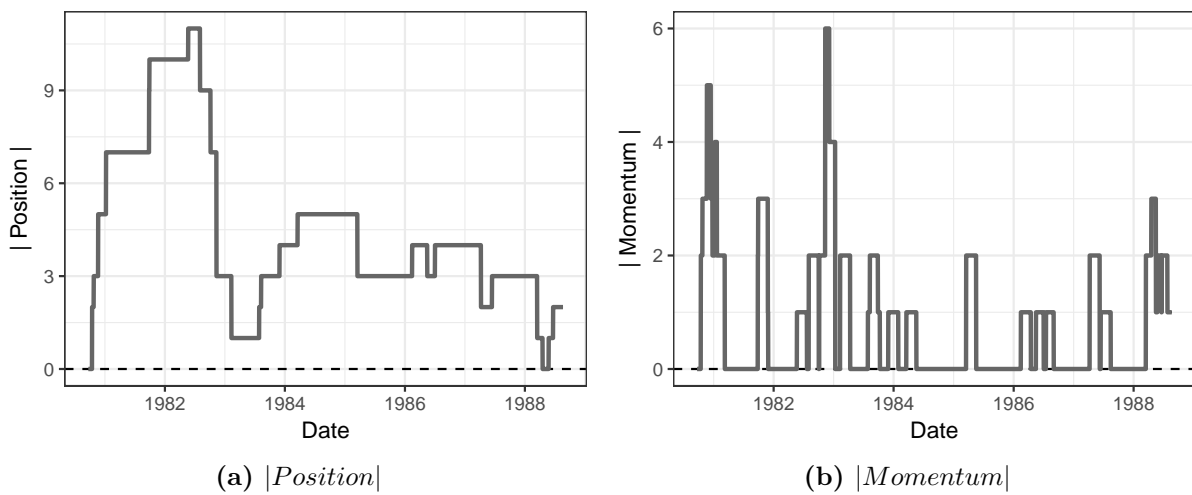 9
6
3
0
| Position |
1982
1984
1986
1988
Date
(a) |Position|
6
4
2
0
| Momentum |
1982
1984
1986
1988
Date
(b) |Momentum|